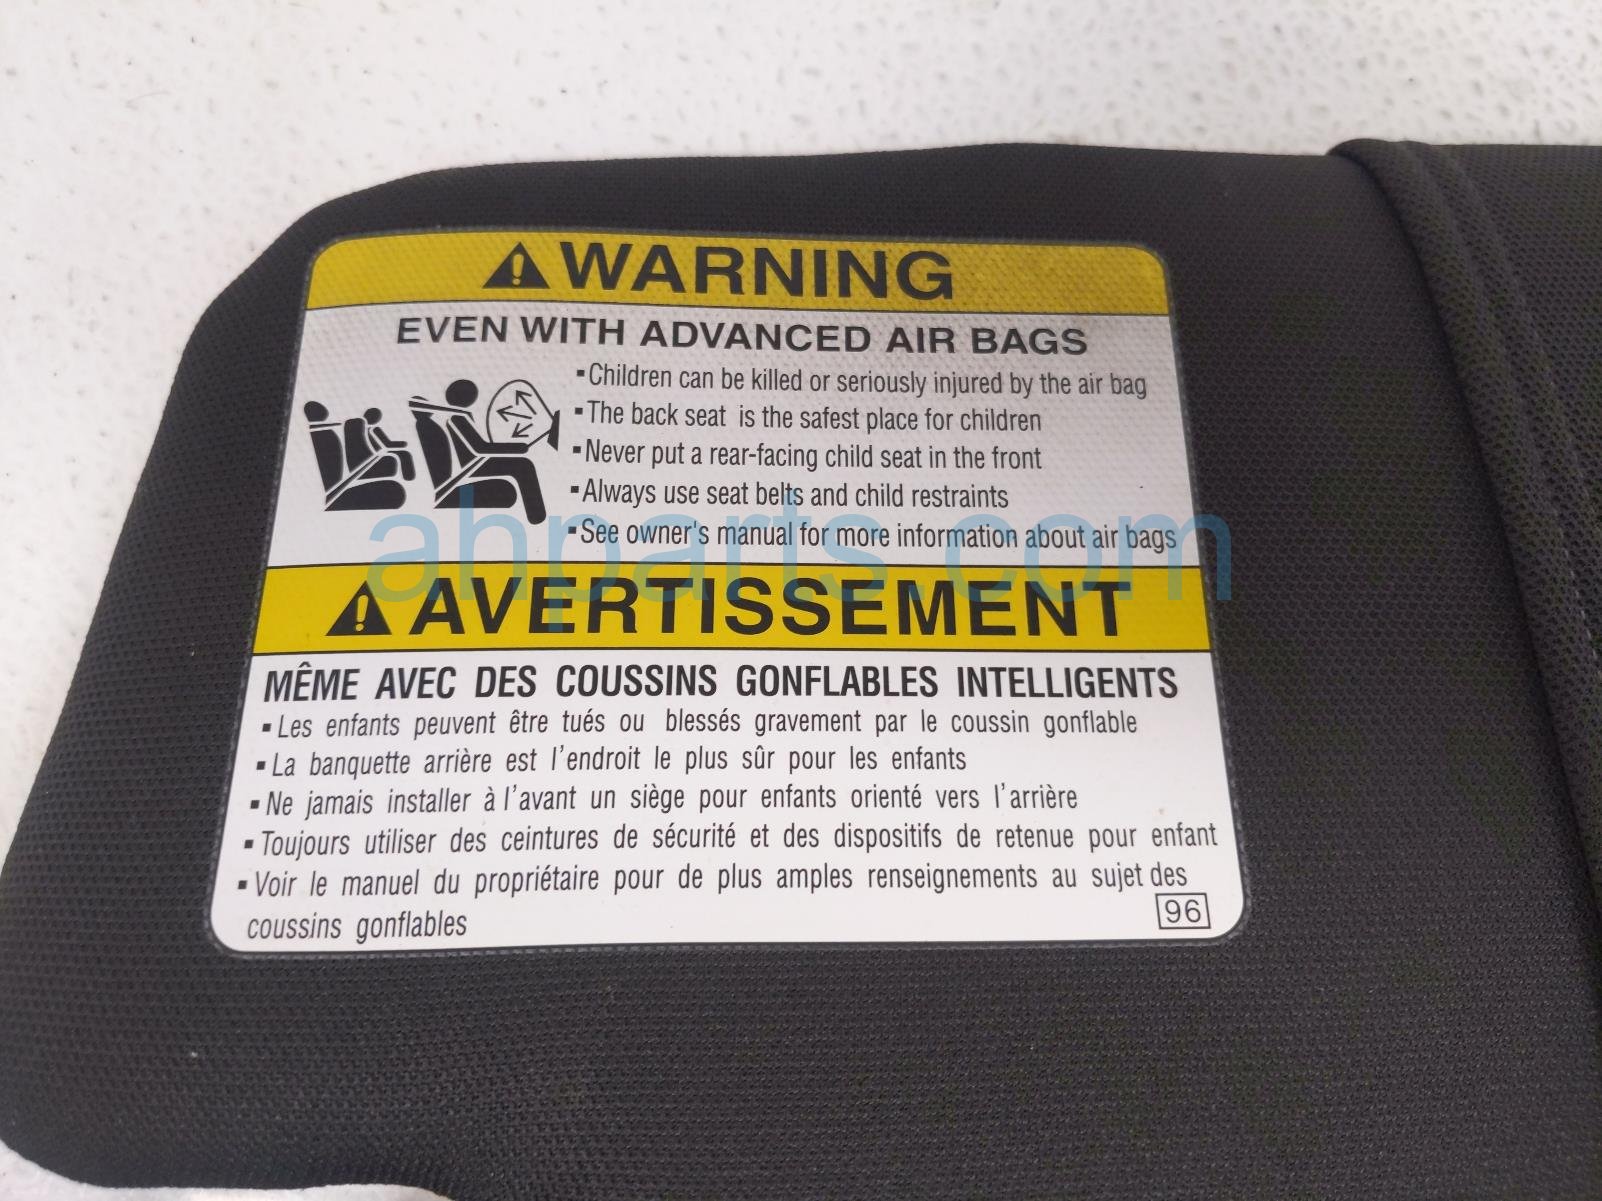 WARNING
EVEN WITH ADVANCED AIR BAGS
▪Children can be killed or seriously injured by the air bag
▪The back seat is the safest place for children
▪Never put a rear-facing child seat in the front
▪Always use seat belts and child restraints
▪See owner's manual for more information about air bags
ahparts.com
AVERTISSEMENT
MÊME AVEC DES COUSSINS GONFLABLES INTELLIGENTS
▪Les enfants peuvent être tués ou blessés gravement par le coussin gonflable
▪La banquette arrière est l'endroit le plus sûr pour les enfants
▪Ne jamais installer à l'avant un siège pour enfants orienté vers l'arrière
▪Toujours utiliser des ceintures de sécurité et des dispositifs de retenue pour enfant
▪Voir le manuel du propriétaire pour de plus amples renseignements au sujet des
coussins gonflables
96